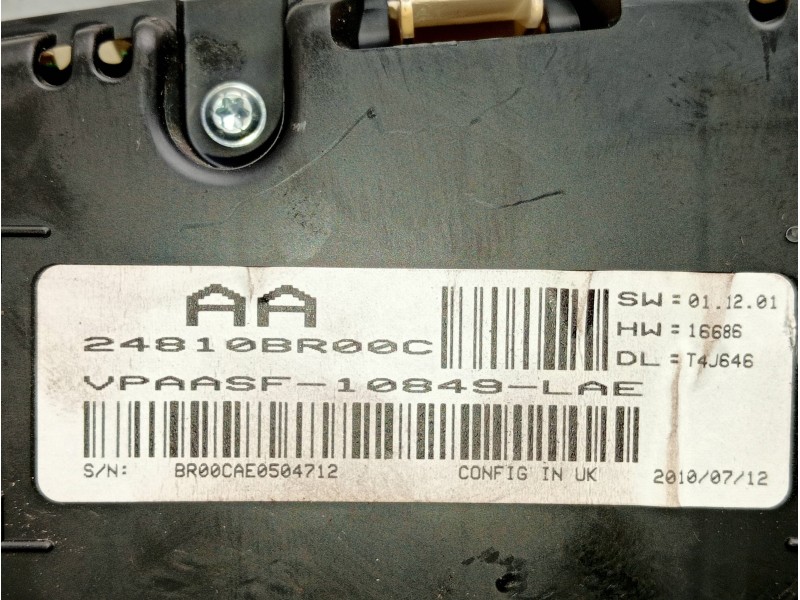 AA
24810BR00C
VPAASF-10849-LAE
SW = 01.12.01
HW = 16686
DL = T4J646
S/N: BR00CAE0504712 CONFIG IN UK 2010/07/12